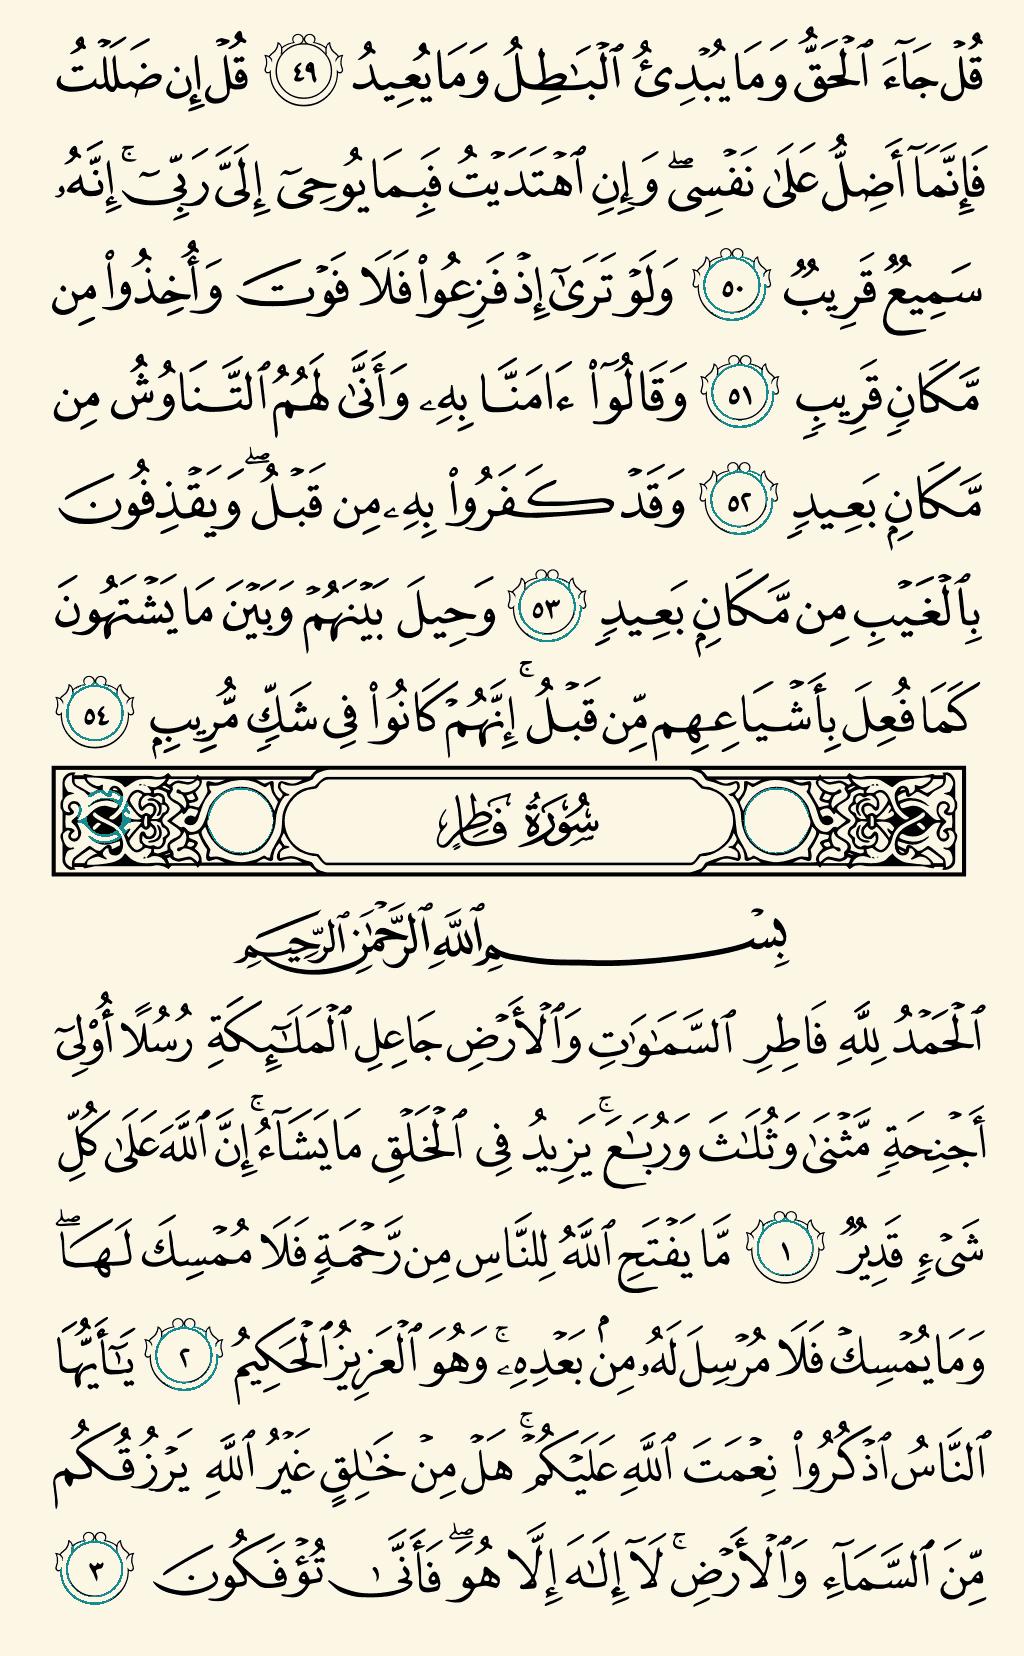 قُلۡ جَآءَ ٱلۡحَقُّ وَمَا يُبۡدِئُ ٱلۡبَٰطِلُ وَمَا يُعِيدُ ٤٩ قُلۡ إِن ضَلَلۡتُ
فَإِنَّمَآ أَضِلُّ عَلَىٰ نَفۡسِيۖ وَإِنِ ٱهۡتَدَيۡتُ فَبِمَا يُوحِيٓ إِلَيَّ رَبِّيٓۚ إِنَّهُۥ
سَمِيعٞ قَرِيبٞ ٥٠ وَلَوۡ تَرَىٰٓ إِذۡ فَزِعُواْ فَلَا فَوۡتَ وَأُخِذُواْ مِن
مَّكَانٖ قَرِيبٖ ٥١ وَقَالُوٓاْ ءَامَنَّا بِهِۦ وَأَنَّىٰ لَهُمُ ٱلتَّنَاوُشُ مِن
مَّكَانِۭ بَعِيدٖ ٥٢ وَقَدۡ كَفَرُواْ بِهِۦ مِن قَبۡلُۖ وَيَقۡذِفُونَ
بِٱلۡغَيۡبِ مِن مَّكَانِۭ بَعِيدٖ ٥٣ وَحِيلَ بَيۡنَهُمۡ وَبَيۡنَ مَا يَشۡتَهُونَ
كَمَا فُعِلَ بِأَشۡيَاعِهِم مِّن قَبۡلُۚ إِنَّهُمۡ كَانُواْ فِي شَكّٖ مُّرِيبِۭ ٥٤
سُورَةُ فَاطِرٍ
بِسۡمِ ٱللَّهِ ٱلرَّحۡمَٰنِ ٱلرَّحِيمِ
ٱلۡحَمۡدُ لِلَّهِ فَاطِرِ ٱلسَّمَٰوَٰتِ وَٱلۡأَرۡضِ جَاعِلِ ٱلۡمَلَٰٓئِكَةِ رُسُلًا أُوْلِيٓ
أَجۡنِحَةٖ مَّثۡنَىٰ وَثُلَٰثَ وَرُبَٰعَۚ يَزِيدُ فِي ٱلۡخَلۡقِ مَا يَشَآءُۚ إِنَّ ٱللَّهَ عَلَىٰ كُلِّ
شَيۡءٖ قَدِيرٞ ١ مَّا يَفۡتَحِ ٱللَّهُ لِلنَّاسِ مِن رَّحۡمَةٖ فَلَا مُمۡسِكَ لَهَاۖ
وَمَا يُمۡسِكۡ فَلَا مُرۡسِلَ لَهُۥ مِنۢ بَعۡدِهِۦۚ وَهُوَ ٱلۡعَزِيزُ ٱلۡحَكِيمُ ٢ يَٰٓأَيُّهَا
ٱلنَّاسُ ٱذۡكُرُواْ نِعۡمَتَ ٱللَّهِ عَلَيۡكُمۡۚ هَلۡ مِنۡ خَٰلِقٍ غَيۡرُ ٱللَّهِ يَرۡزُقُكُم
مِّنَ ٱلسَّمَآءِ وَٱلۡأَرۡضِۚ لَآ إِلَٰهَ إِلَّا هُوَۖ فَأَنَّىٰ تُؤۡفَكُونَ ٣